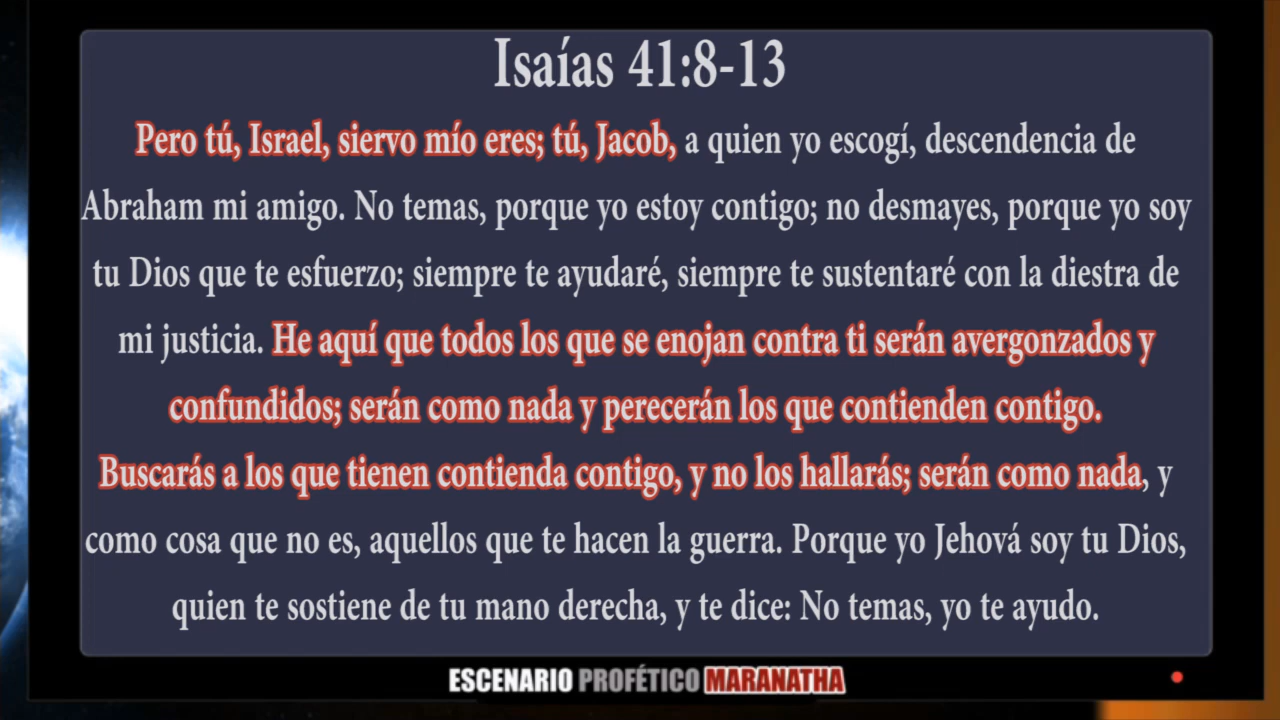 Isaías 41:8-13
Pero tú, Israel, siervo mío eres; tú, Jacob, a quien yo escogí, descendencia de
Abraham mi amigo. No temas, porque yo estoy contigo; no desmayes, porque yo soy
tu Dios que te esfuerzo; siempre te ayudaré, siempre te sustentaré con la diestra de
mi justicia. He aquí que todos los que se enojan contra ti serán avergonzados y
confundidos; serán como nada y perecerán los que contienden contigo.
Buscarás a los que tienen contienda contigo, y no los hallarás; serán como nada, y
como cosa que no es, aquellos que te hacen la guerra. Porque yo Jehová soy tu Dios,
quien te sostiene de tu mano derecha, y te dice: No temas, yo te ayudo.
ESCENARIO PROFÉTICO MARANATHA